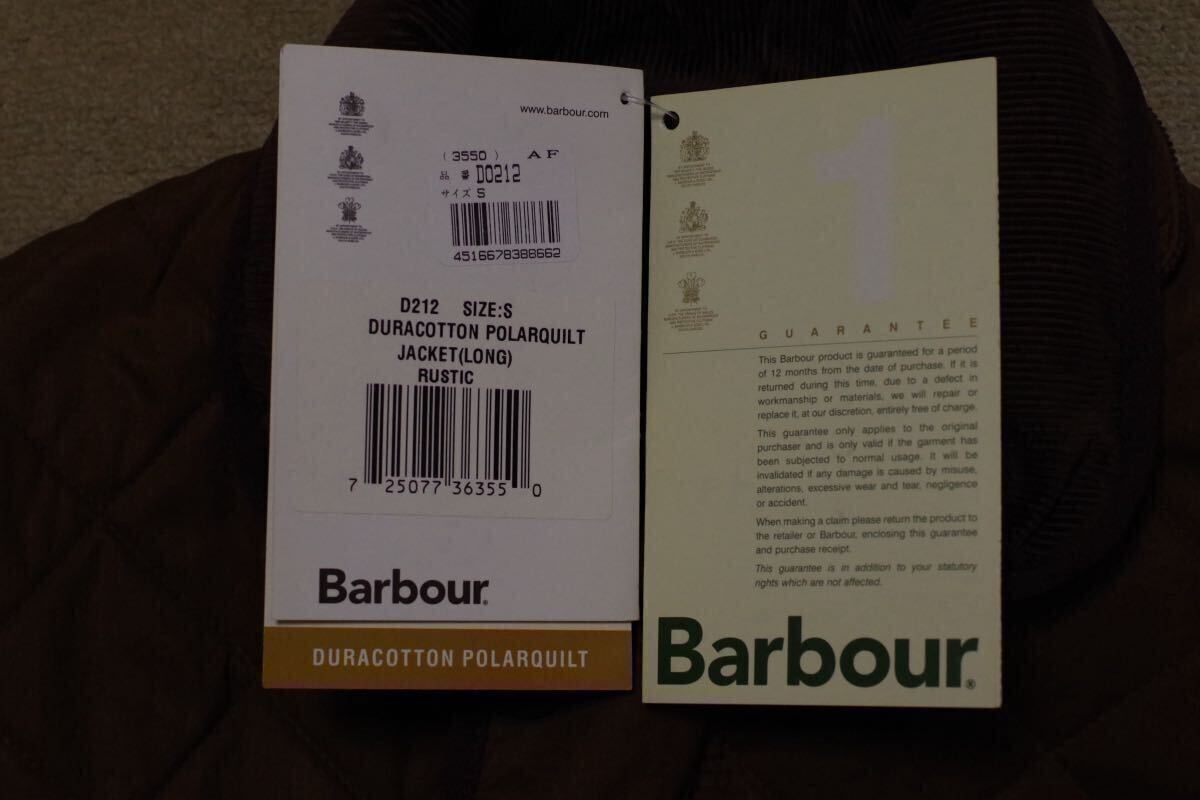 www.barbour.com
( 3550 ) AF
品 番 D0212
サイズ S
4516678388662
D212 SIZE:S
DURACOTTON POLARQUILT
JACKET(LONG)
RUSTIC
7 25077 36355 0
Barbour®
DURACOTTON POLARQUILT
1
GUARANTEE
This Barbour product is guaranteed for a period
of 12 months from the date of purchase. If it is
returned during this time, due to a defect in
workmanship or materials, we will repair or
replace it, at our discretion, entirely free of charge.
This guarantee only applies to the original
purchaser and is only valid if the garment has
been subjected to normal usage. It will be
invalidated if any damage is caused by misuse,
alterations, excessive wear and tear, negligence
or accident.
When making a claim please return the product to
the retailer or Barbour, enclosing this guarantee
and purchase receipt.
This guarantee is in addition to your statutory
rights which are not affected.
Barbour®